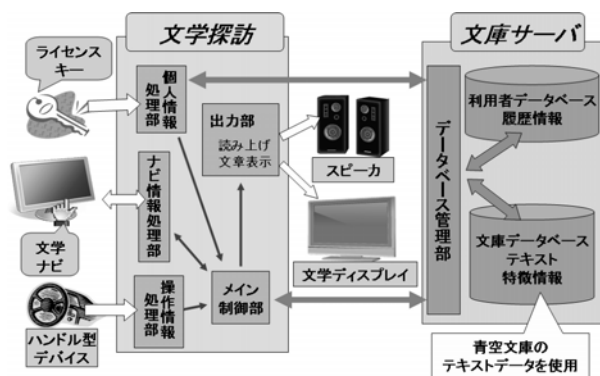 文学探訪
文庫サーバ
ライセンス
キー
個人情報
処理部
出力部
読み上げ
文章表示
スピーカ
ナビ情報処理部
文学
ナビ
文学ディスプレイ
操作情報
処理部
メイン
制御部
ハンドル型
デバイス
データベース管理部
利用者データベース
履歴情報
文庫データベース
テキスト
特徴情報
青空文庫の
テキストデータを使用